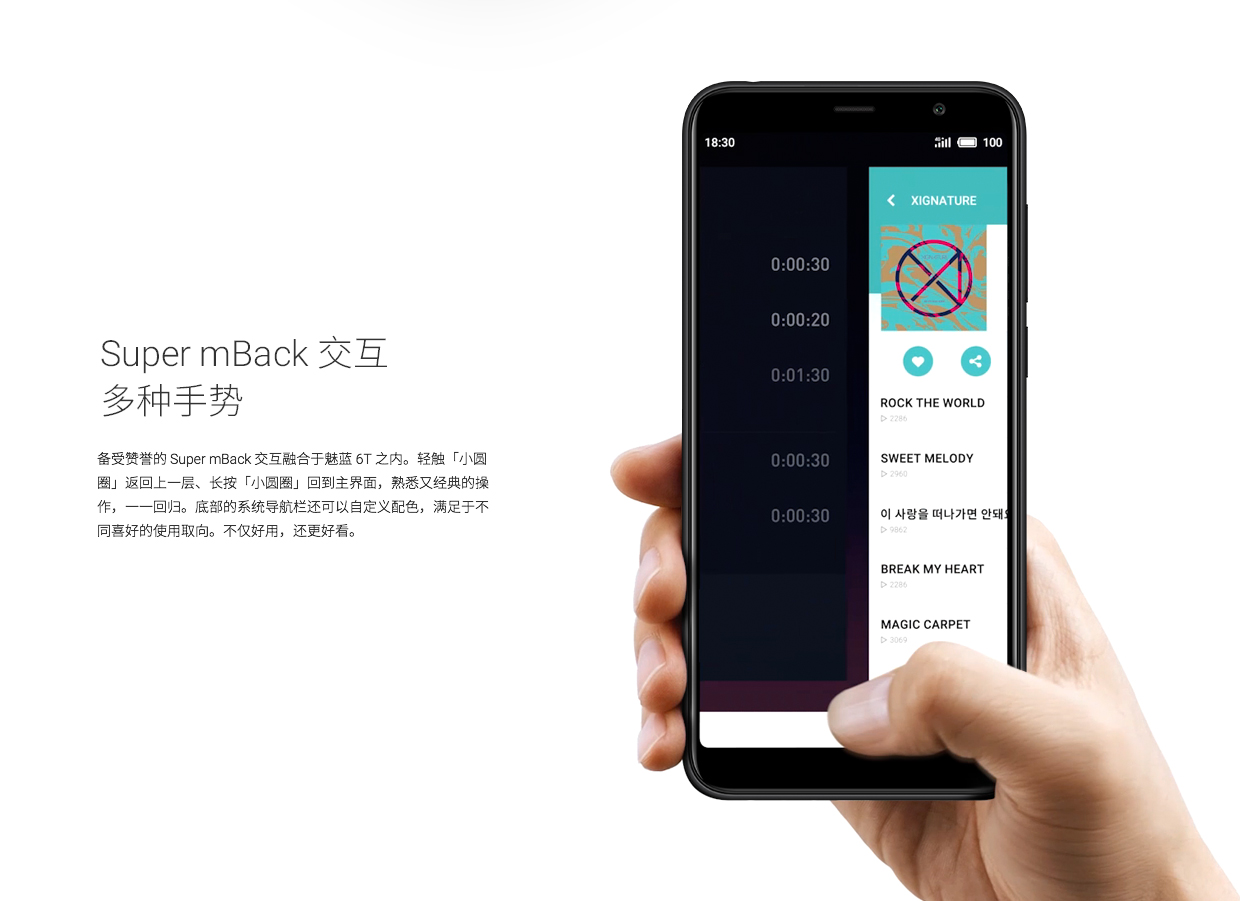 Super mBack 交互
多种手势
备受赞誉的 Super mBack 交互融合于魅蓝 6T 之内。轻触「小圆
圈」返回上一层、长按「小圆圈」回到主界面，熟悉又经典的操
作，一一回归。底部的系统导航栏还可以自定义配色，满足于不
同喜好的使用取向。不仅好用，还更好看。
18:30
100
0:00:30
0:00:20
0:01:30
0:00:30
0:00:30
XIGNATURE
ROCK THE WORLD
2286
SWEET MELODY
2960
이 사랑을 떠나가면 안돼
9862
BREAK MY HEART
2286
MAGIC CARPET
3069